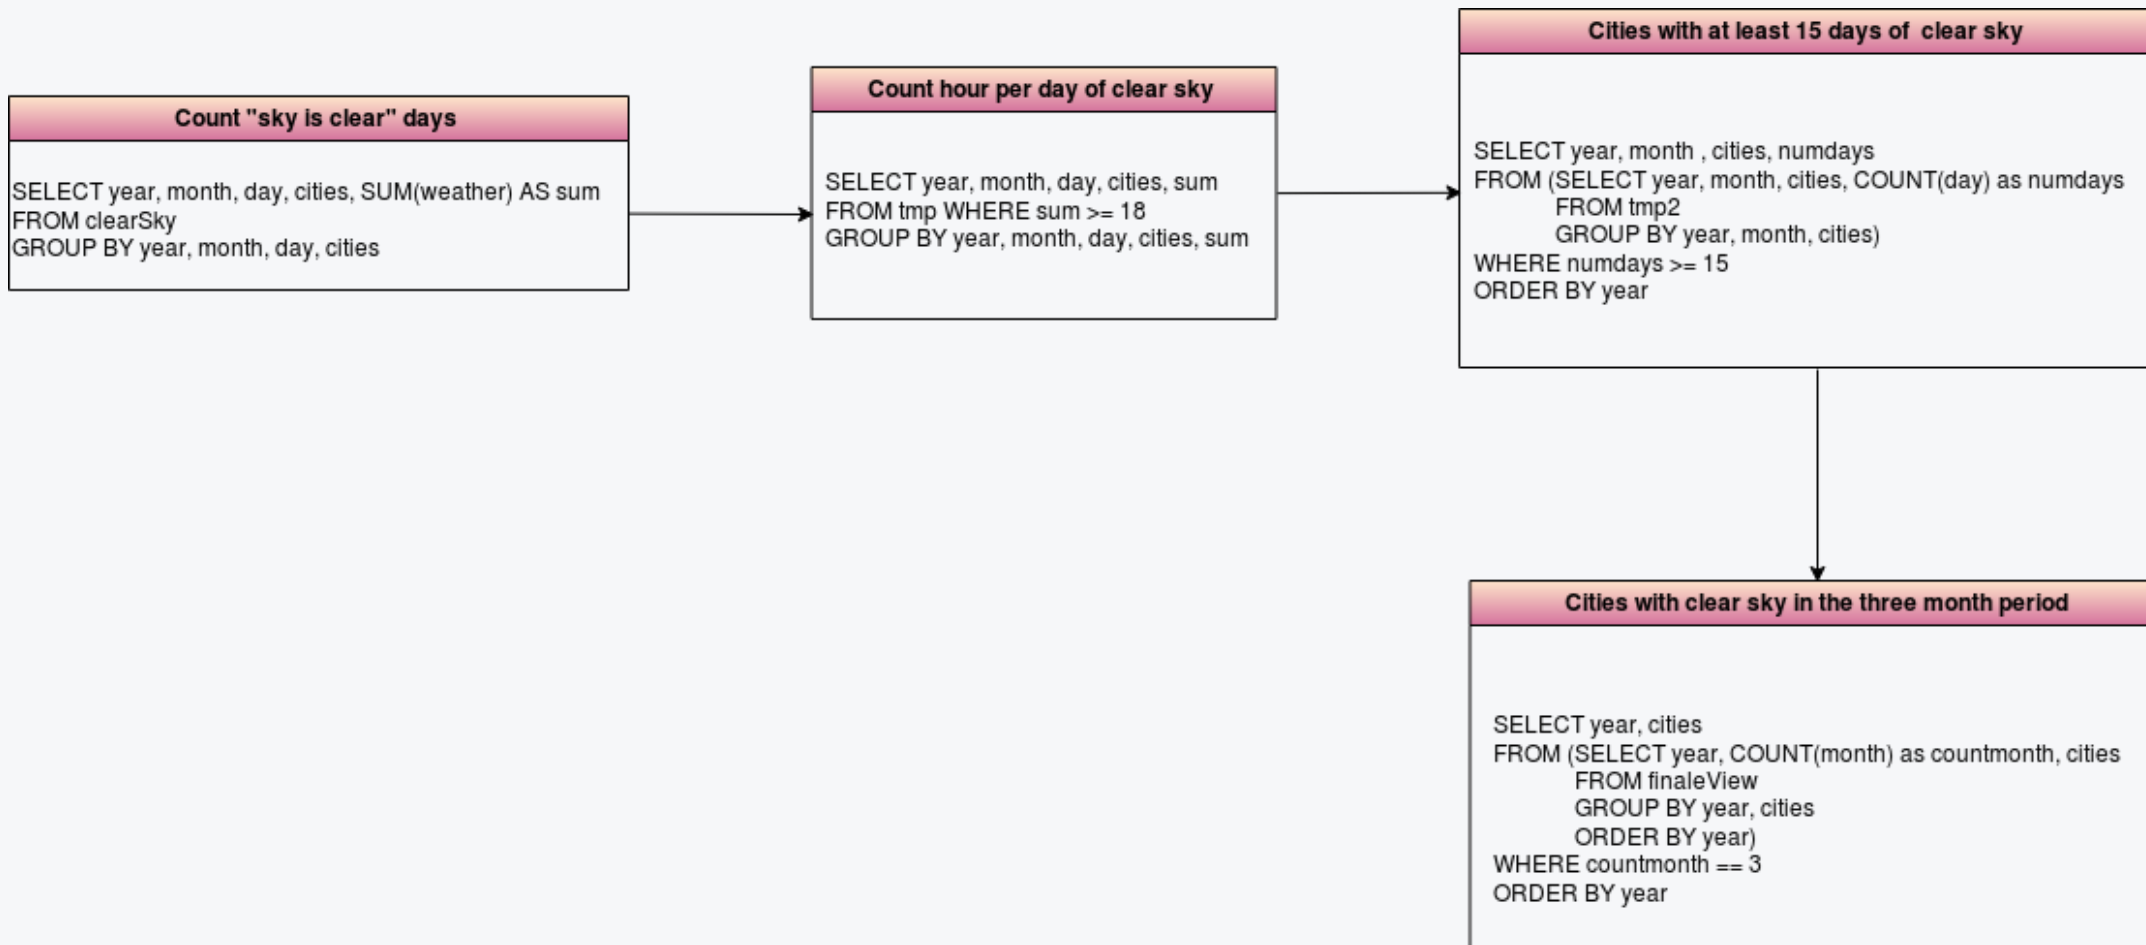 Count "sky is clear" days
SELECT year, month, day, cities, SUM(weather) AS sum
FROM clearSky
GROUP BY year, month, day, cities
Count hour per day of clear sky
SELECT year, month, day, cities, sum
FROM tmp WHERE sum >= 18
GROUP BY year, month, day, cities, sum
Cities with at least 15 days of  clear sky
SELECT year, month , cities, numdays
FROM (SELECT year, month, cities, COUNT(day) as numdays
FROM tmp2
GROUP BY year, month, cities)
WHERE numdays >= 15
ORDER BY year
Cities with clear sky in the three month period
SELECT year, cities
FROM (SELECT year, COUNT(month) as countmonth, cities
FROM finaleView
GROUP BY year, cities
ORDER BY year)
WHERE countmonth == 3
ORDER BY year